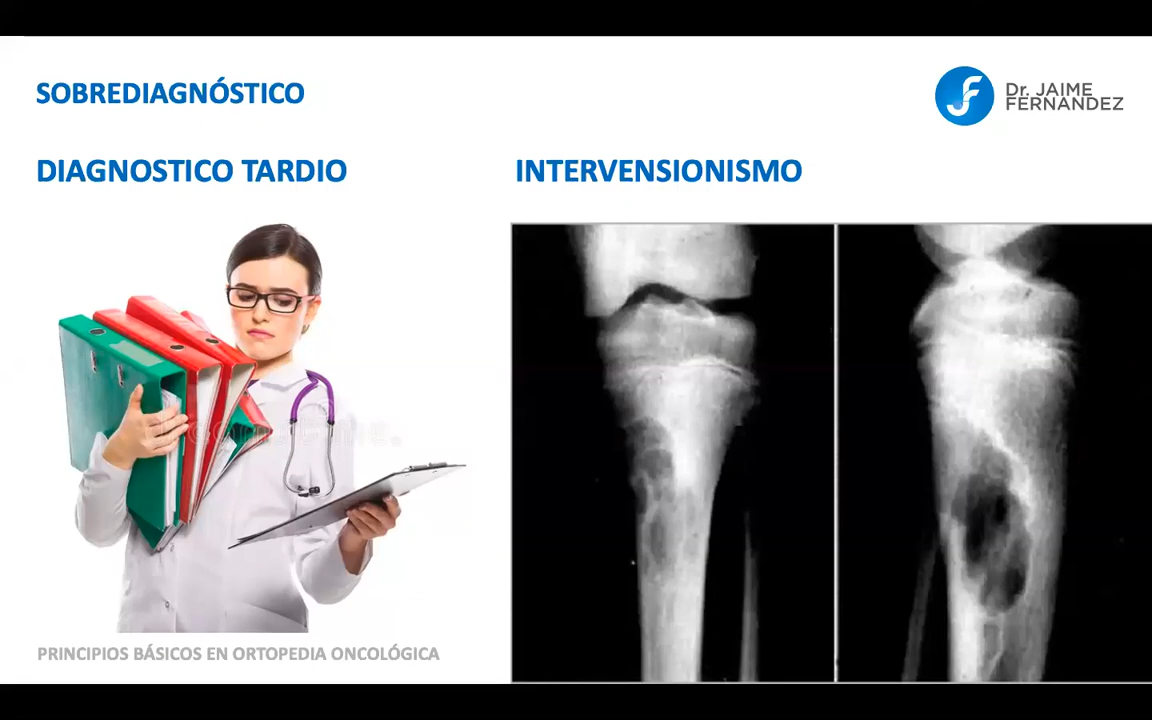 SOBREDIAGNÓSTICO
Dr. JAIME
FERNANDEZ
DIAGNOSTICO TARDIO
INTERVENSIONISMO
PRINCIPIOS BÁSICOS EN ORTOPEDIA ONCOLÓGICA